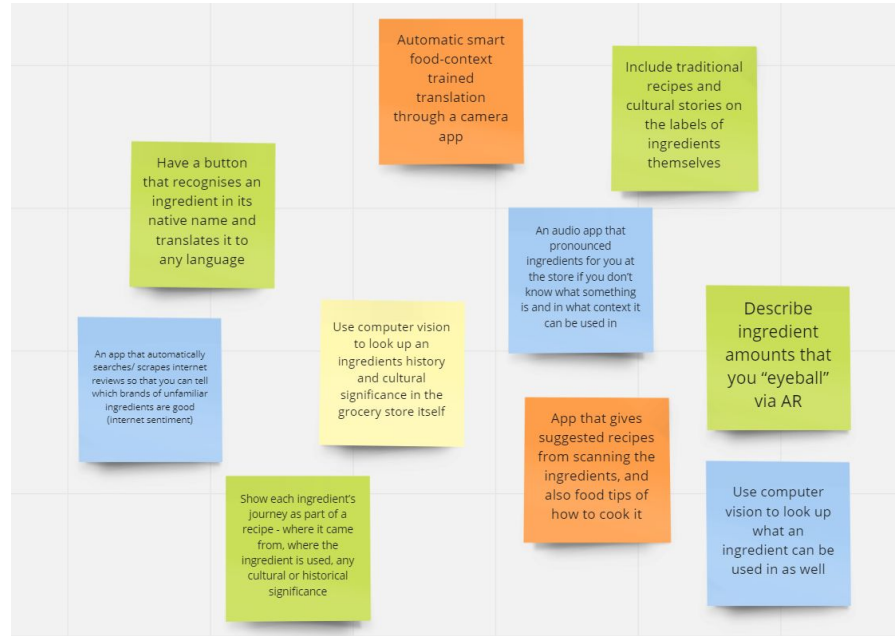 Automatic smart
food-context
trained
translation
through a camera
app
Include traditional
recipes and
cultural stories on
the labels of
ingredients
themselves
Have a button
that recognises an
ingredient in its
native name and
translates it to
any language
An audio app that
pronounced
ingredients for you at
the store if you don't
know what something
is and in what context it
can be used in
Describe
ingredient
amounts that
you “eyeball”
via AR
An app that automatically
searches/ scrapes internet
reviews so that you can tell
which brands of unfamiliar
ingredients are good
(internet sentiment)
Use computer vision
to look up an
ingredients history
and cultural
significance in the
grocery store itself
App that gives
suggested recipes
from scanning the
ingredients, and
also food tips of
how to cook it
Use computer
vision to look up
what an
ingredient can be
used in as well
Show each ingredient's
journey as part of a
recipe - where it came
from, where the
ingredient is used, any
cultural or historical
significance